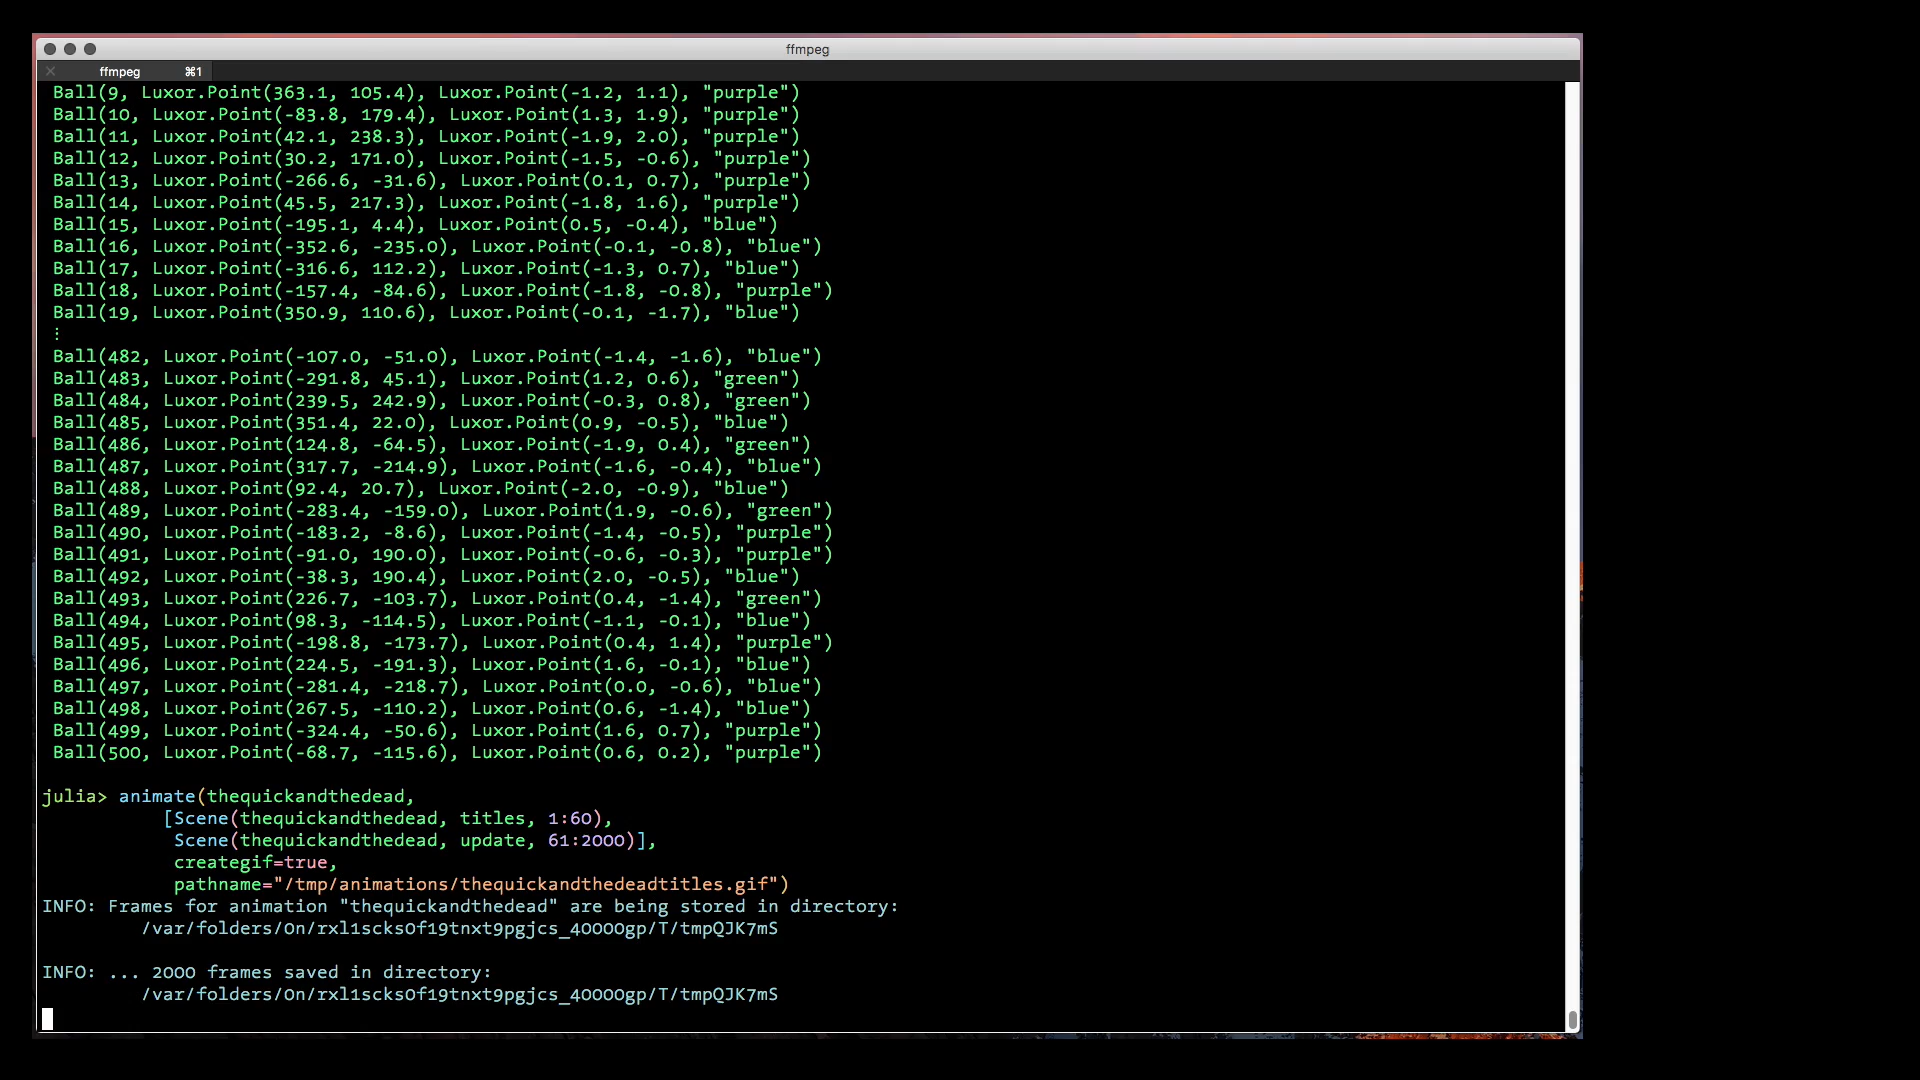 ffmpeg
ffmpeg ⌘1
Ball(9, Luxor.Point(363.1, 105.4), Luxor.Point(-1.2, 1.1), "purple")
Ball(10, Luxor.Point(-83.8, 179.4), Luxor.Point(1.3, 1.9), "purple")
Ball(11, Luxor.Point(42.1, 238.3), Luxor.Point(-1.9, 2.0), "purple")
Ball(12, Luxor.Point(30.2, 171.0), Luxor.Point(-1.5, -0.6), "purple")
Ball(13, Luxor.Point(-266.6, -31.6), Luxor.Point(0.1, 0.7), "purple")
Ball(14, Luxor.Point(45.5, 217.3), Luxor.Point(-1.8, 1.6), "purple")
Ball(15, Luxor.Point(-195.1, 4.4), Luxor.Point(0.5, -0.4), "blue")
Ball(16, Luxor.Point(-352.6, -235.0), Luxor.Point(-0.1, -0.8), "blue")
Ball(17, Luxor.Point(-316.6, 112.2), Luxor.Point(-1.3, 0.7), "blue")
Ball(18, Luxor.Point(-157.4, -84.6), Luxor.Point(-1.8, -0.8), "purple")
Ball(19, Luxor.Point(350.9, 110.6), Luxor.Point(-0.1, -1.7), "blue")
⋮
Ball(482, Luxor.Point(-107.0, -51.0), Luxor.Point(-1.4, -1.6), "blue")
Ball(483, Luxor.Point(-291.8, 45.1), Luxor.Point(1.2, 0.6), "green")
Ball(484, Luxor.Point(239.5, 242.9), Luxor.Point(-0.3, 0.8), "green")
Ball(485, Luxor.Point(351.4, 22.0), Luxor.Point(0.9, -0.5), "blue")
Ball(486, Luxor.Point(124.8, -64.5), Luxor.Point(-1.9, 0.4), "green")
Ball(487, Luxor.Point(317.7, -214.9), Luxor.Point(-1.6, -0.4), "blue")
Ball(488, Luxor.Point(92.4, 20.7), Luxor.Point(-2.0, -0.9), "blue")
Ball(489, Luxor.Point(-283.4, -159.0), Luxor.Point(1.9, -0.6), "green")
Ball(490, Luxor.Point(-183.2, -8.6), Luxor.Point(-1.4, -0.5), "purple")
Ball(491, Luxor.Point(-91.0, 190.0), Luxor.Point(-0.6, -0.3), "purple")
Ball(492, Luxor.Point(-38.3, 190.4), Luxor.Point(2.0, -0.5), "blue")
Ball(493, Luxor.Point(226.7, -103.7), Luxor.Point(0.4, -1.4), "green")
Ball(494, Luxor.Point(98.3, -114.5), Luxor.Point(-1.1, -0.1), "blue")
Ball(495, Luxor.Point(-198.8, -173.7), Luxor.Point(0.4, 1.4), "purple")
Ball(496, Luxor.Point(224.5, -191.3), Luxor.Point(1.6, -0.1), "blue")
Ball(497, Luxor.Point(-281.4, -218.7), Luxor.Point(0.0, -0.6), "blue")
Ball(498, Luxor.Point(267.5, -110.2), Luxor.Point(0.6, -1.4), "blue")
Ball(499, Luxor.Point(-324.4, -50.6), Luxor.Point(1.6, 0.7), "purple")
Ball(500, Luxor.Point(-68.7, -115.6), Luxor.Point(0.6, 0.2), "purple")
julia> animate(thequickandthedead,
[Scene(thequickandthedead, titles, 1:60),
Scene(thequickandthedead, update, 61:2000)],
creategif=true,
pathname="/tmp/animations/thequickandthedeadtitles.gif")
INFO: Frames for animation "thequickandthedead" are being stored in directory:
/var/folders/0n/rxl1scks0f19tnxt9pgjcs_40000gp/T/tmpQJK7mS
INFO: ... 2000 frames saved in directory:
/var/folders/0n/rxl1scks0f19tnxt9pgjcs_40000gp/T/tmpQJK7mS